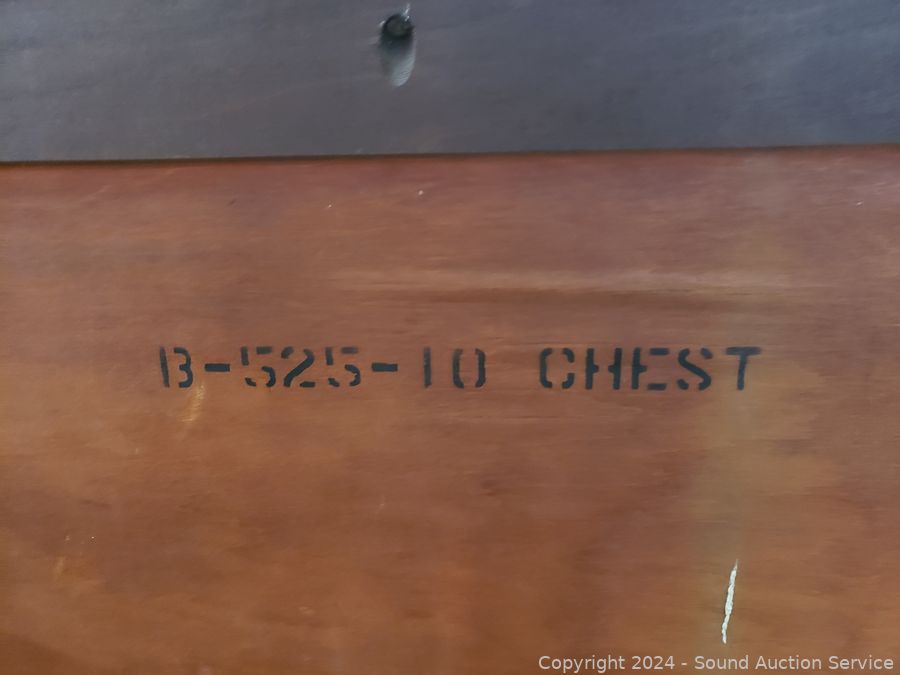 B-525-10 CHEST
Copyright 2024 - Sound Auction Service